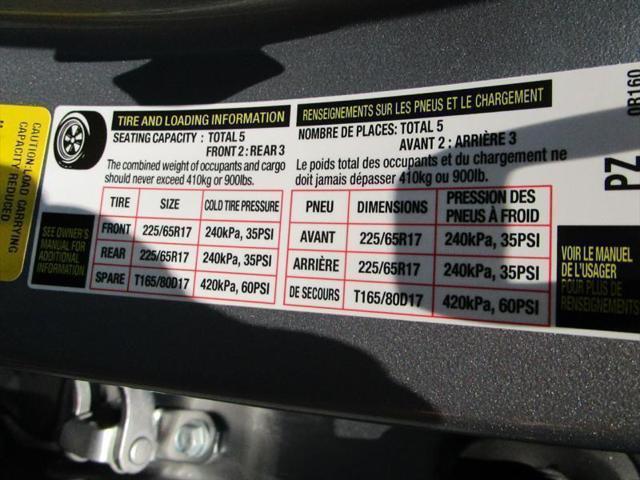 CAUTION-LOAD CARRYING
CAPACITY REDUCED
TIRE AND LOADING INFORMATION
SEATING CAPACITY : TOTAL 5
FRONT 2 : REAR 3
The combined weight of occupants and cargo
should never exceed 410kg or 900lbs.
RENSEIGNEMENTS SUR LES PNEUS ET LE CHARGEMENT
NOMBRE DE PLACES: TOTAL 5
AVANT 2 : ARRIÈRE 3
Le poids total des occupants et du chargement ne
doit jamais dépasser 410kg ou 900lb.
SEE OWNER'S
MANUAL FOR
ADDITIONAL
INFORMATION
TIRE SIZE COLD TIRE PRESSURE
FRONT 225/65R17 240kPa, 35PSI
REAR 225/65R17 240kPa, 35PSI
SPARE T165/80D17 420kPa, 60PSI
PNEU DIMENSIONS PRESSION DES
PNEUS À FROID
AVANT 225/65R17 240kPa, 35PSI
ARRIÈRE 225/65R17 240kPa, 35PSI
DE SECOURS T165/80D17 420kPa, 60PSI
VOIR LE MANUEL
DE L'USAGER
POUR PLUS DE
RENSEIGNEMENTS
PZ
0R160